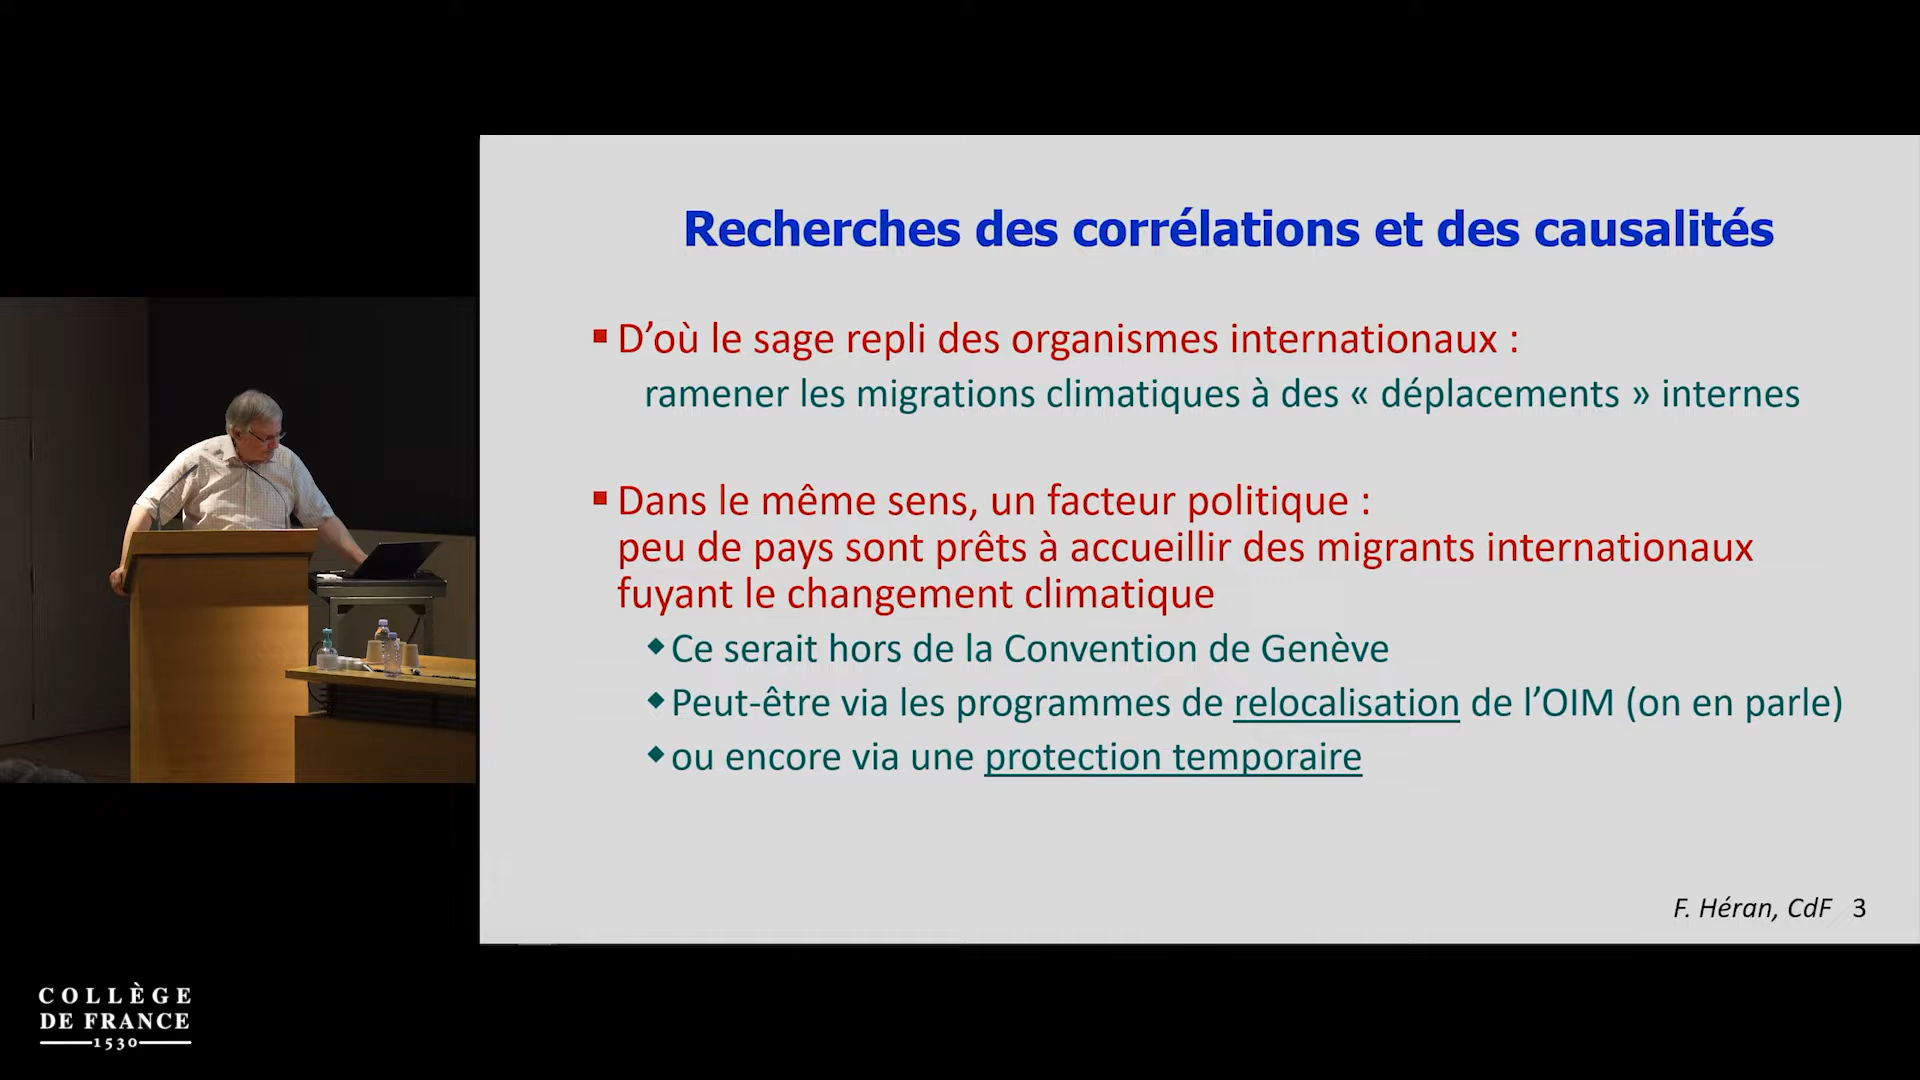 Recherches des corrélations et des causalités
▪ D’où le sage repli des organismes internationaux :
ramener les migrations climatiques à des « déplacements » internes
▪ Dans le même sens, un facteur politique :
peu de pays sont prêts à accueillir des migrants internationaux
fuyant le changement climatique
◆ Ce serait hors de la Convention de Genève
◆ Peut-être via les programmes de relocalisation de l’OIM (on en parle)
◆ ou encore via une protection temporaire
F. Héran, CdF 3
COLLÈGE
DE FRANCE
1530